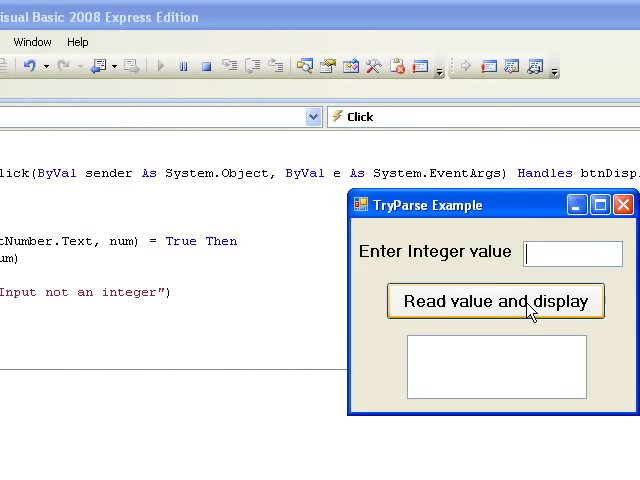 isual Basic 2008 Express Edition
Window Help
Click
lick(ByVal sender As System.Object, ByVal e As System.EventArgs) Handles btnDisp
TryParse Example
tNumber.Text, num) = True Then
um)
Enter Integer value
Input not an integer")
Read value and display